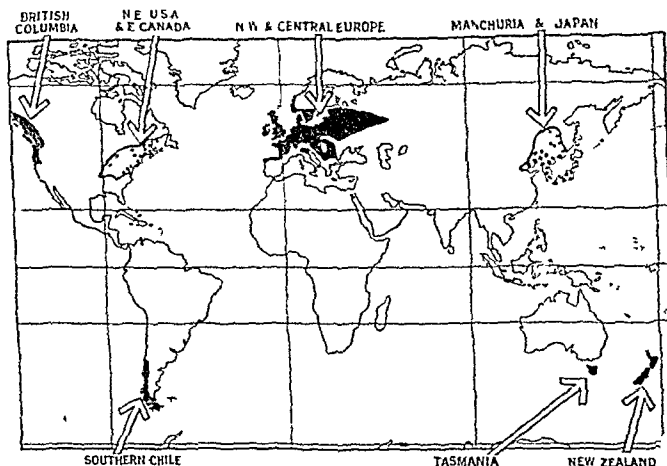 BRITISH
COLUMBIA
N E USA
& E CANADA
N W & CENTRAL EUROPE
MANCHURIA & JAPAN
SOUTHERN CHILE
TASMANIA
NEW ZEALAND